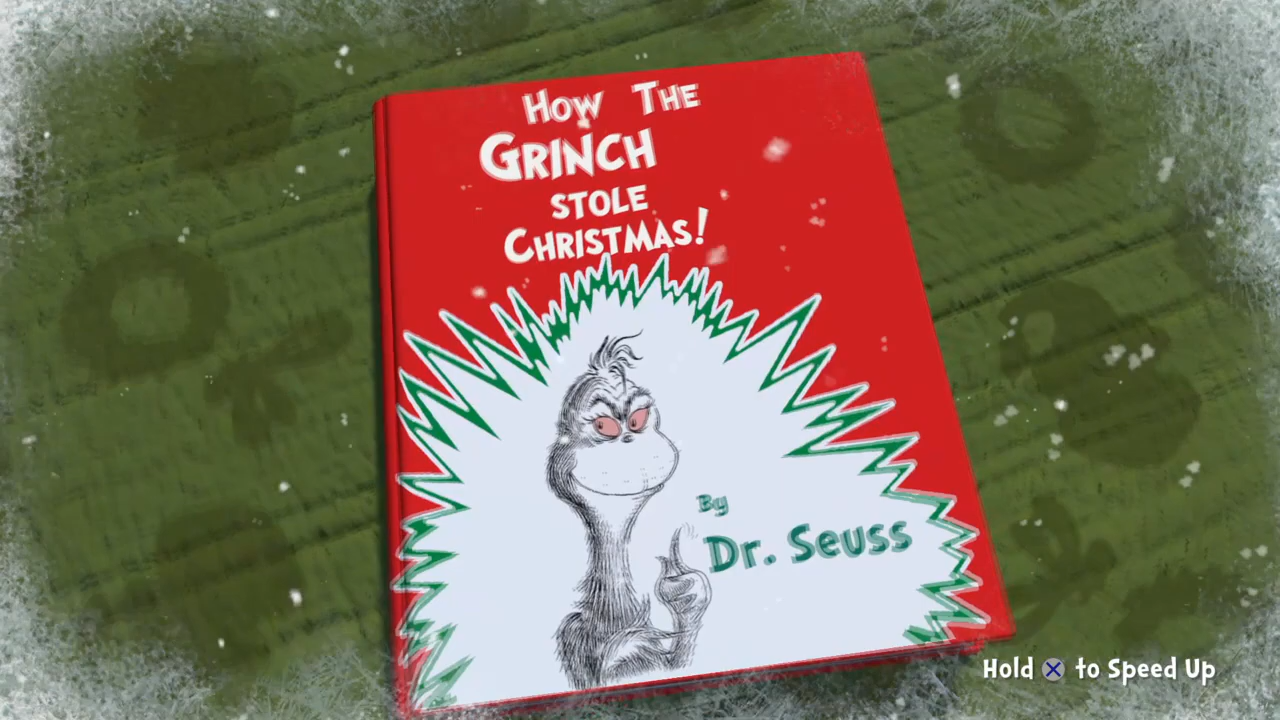 How The
Grinch
stole
Christmas!
By
Dr. Seuss
Hold ⓧ to Speed Up